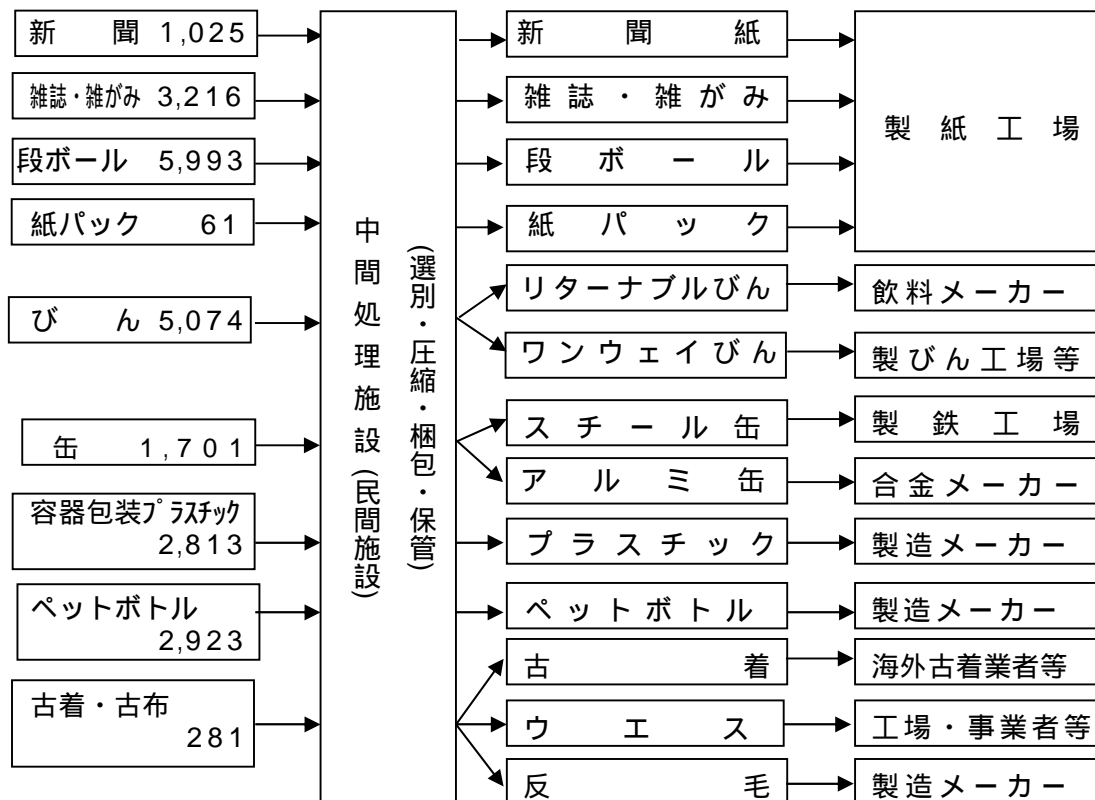 新聞 1,025
雑誌・雑がみ 3,216
段ボール 5,993
紙パック 61
びん 5,074
缶 1,701
容器包装プラスチック
2,813
ペットボトル
2,923
古着・古布
281
中間処理施設(民間施設)
(選別・圧縮・梱包・保管)
新聞紙
雑誌・雑がみ
段ボール
紙パック
リターナブルびん
ワンウェイびん
スチール缶
アルミ缶
プラスチック
ペットボトル
古着
ウエス
反毛
製紙工場
飲料メーカー
製びん工場等
製鉄工場
合金メーカー
製造メーカー
製造メーカー
海外古着業者等
工場・事業者等
製造メーカー